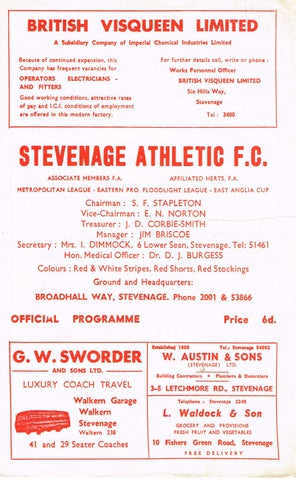 BRITISH VISQUEEN LIMITED
A Subsidiary Company of Imperial Chemical Industries Limited
Because of continued expansion, this
Company has frequent vacancies for
OPERATORS ELECTRICIANS -
AND FITTERS
Good working conditions, attractive rates
of pay and I.C.I. conditions of employment
are offered in this modern factory.
For further details call, write or phone :
Works Personnel Officer
BRITISH VISQUEEN LIMITED
Six Hills Way,
Stevenage
Tel: 3400
STEVENAGE ATHLETIC F.C.
ASSOCIATE MEMBERS F.A. AFFILIATED HERTS. F.A.
METROPOLITAN LEAGUE - EASTERN PRO. FLOODLIGHT LEAGUE - EAST ANGLIA CUP
Chairman : S. F. STAPLETON
Vice-Chairman : E. N. NORTON
Treasurer : J. D. CORBIE-SMITH
Manager : JIM BRISCOE
Secretary : Mrs. I. DIMMOCK, 6 Lower Sean, Stevenage. Tel: 51461
Hon. Medical Officer : Dr. D. J. BURGESS
Colours : Red & White Stripes, Red Shorts, Red Stockings
Ground and Headquarters:
BROADHALL WAY, STEVENAGE. Phone 2001 & 53866
OFFICIAL PROGRAMME Price 6d.
G. W. SWORDER
AND SONS LTD.
LUXURY COACH TRAVEL
Walkern Garage
Walkern
Stevenage
Walkern 238
41 and 29 Seater Coaches
Established 1800 Tel.: Stevenage 54002
W. AUSTIN & SONS
(STEVENAGE) LTD.
Building Contractors - Plumbers & Decorators
3-5 LETCHMORE RD., STEVENAGE
Telephone : Stevenage 2242
L. Waldock & Son
GROCERY AND PROVISIONS
FRESH FRUIT AND VEGETABLES
10 Fishers Green Road, Stevenage
FREE DELIVERY